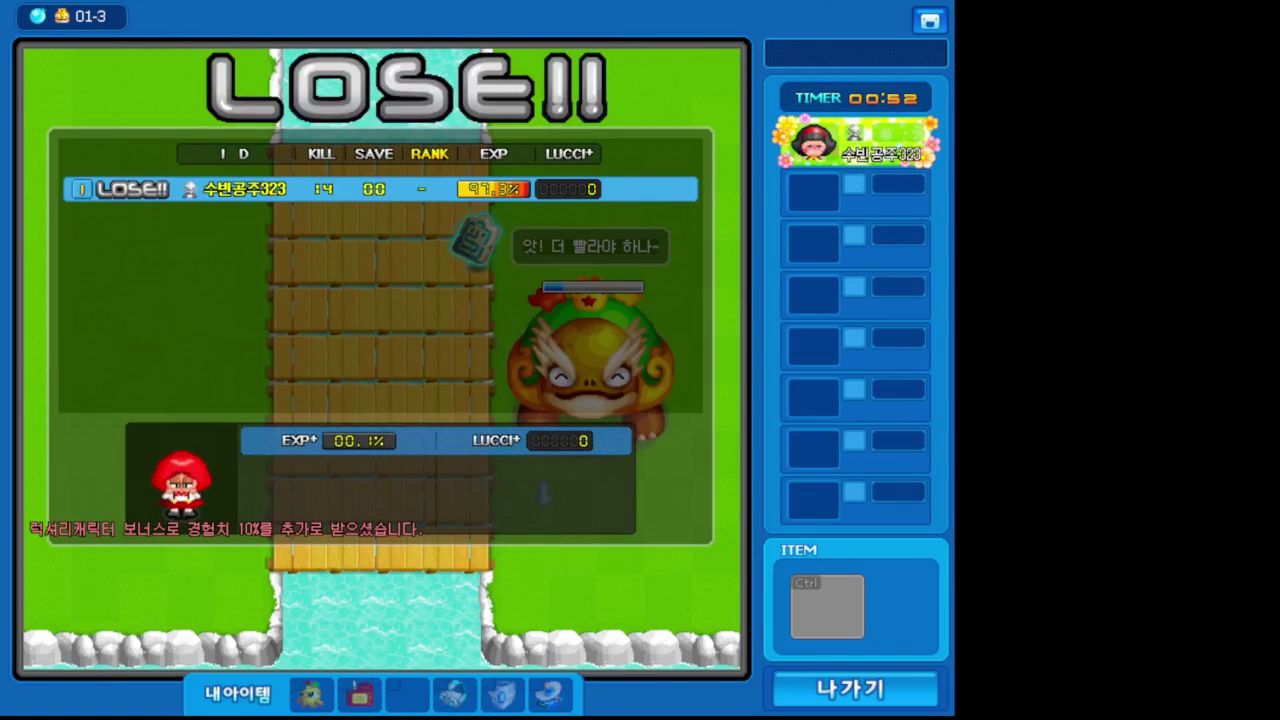 01-3
LOSE!!
TIMER 00:52
수빈공주323
I D KILL SAVE RANK EXP LUCCI+
1 LOSE!! 수빈공주323 14 00 - 97.3% 0000000
앗! 더 빨라야 하나~
EXP+ 00.1% LUCCI+ 0000000
럭셔리캐릭터 보너스로 경험치 10%를 추가로 받으셨습니다.
ITEM
Ctrl
내아이템
나가기